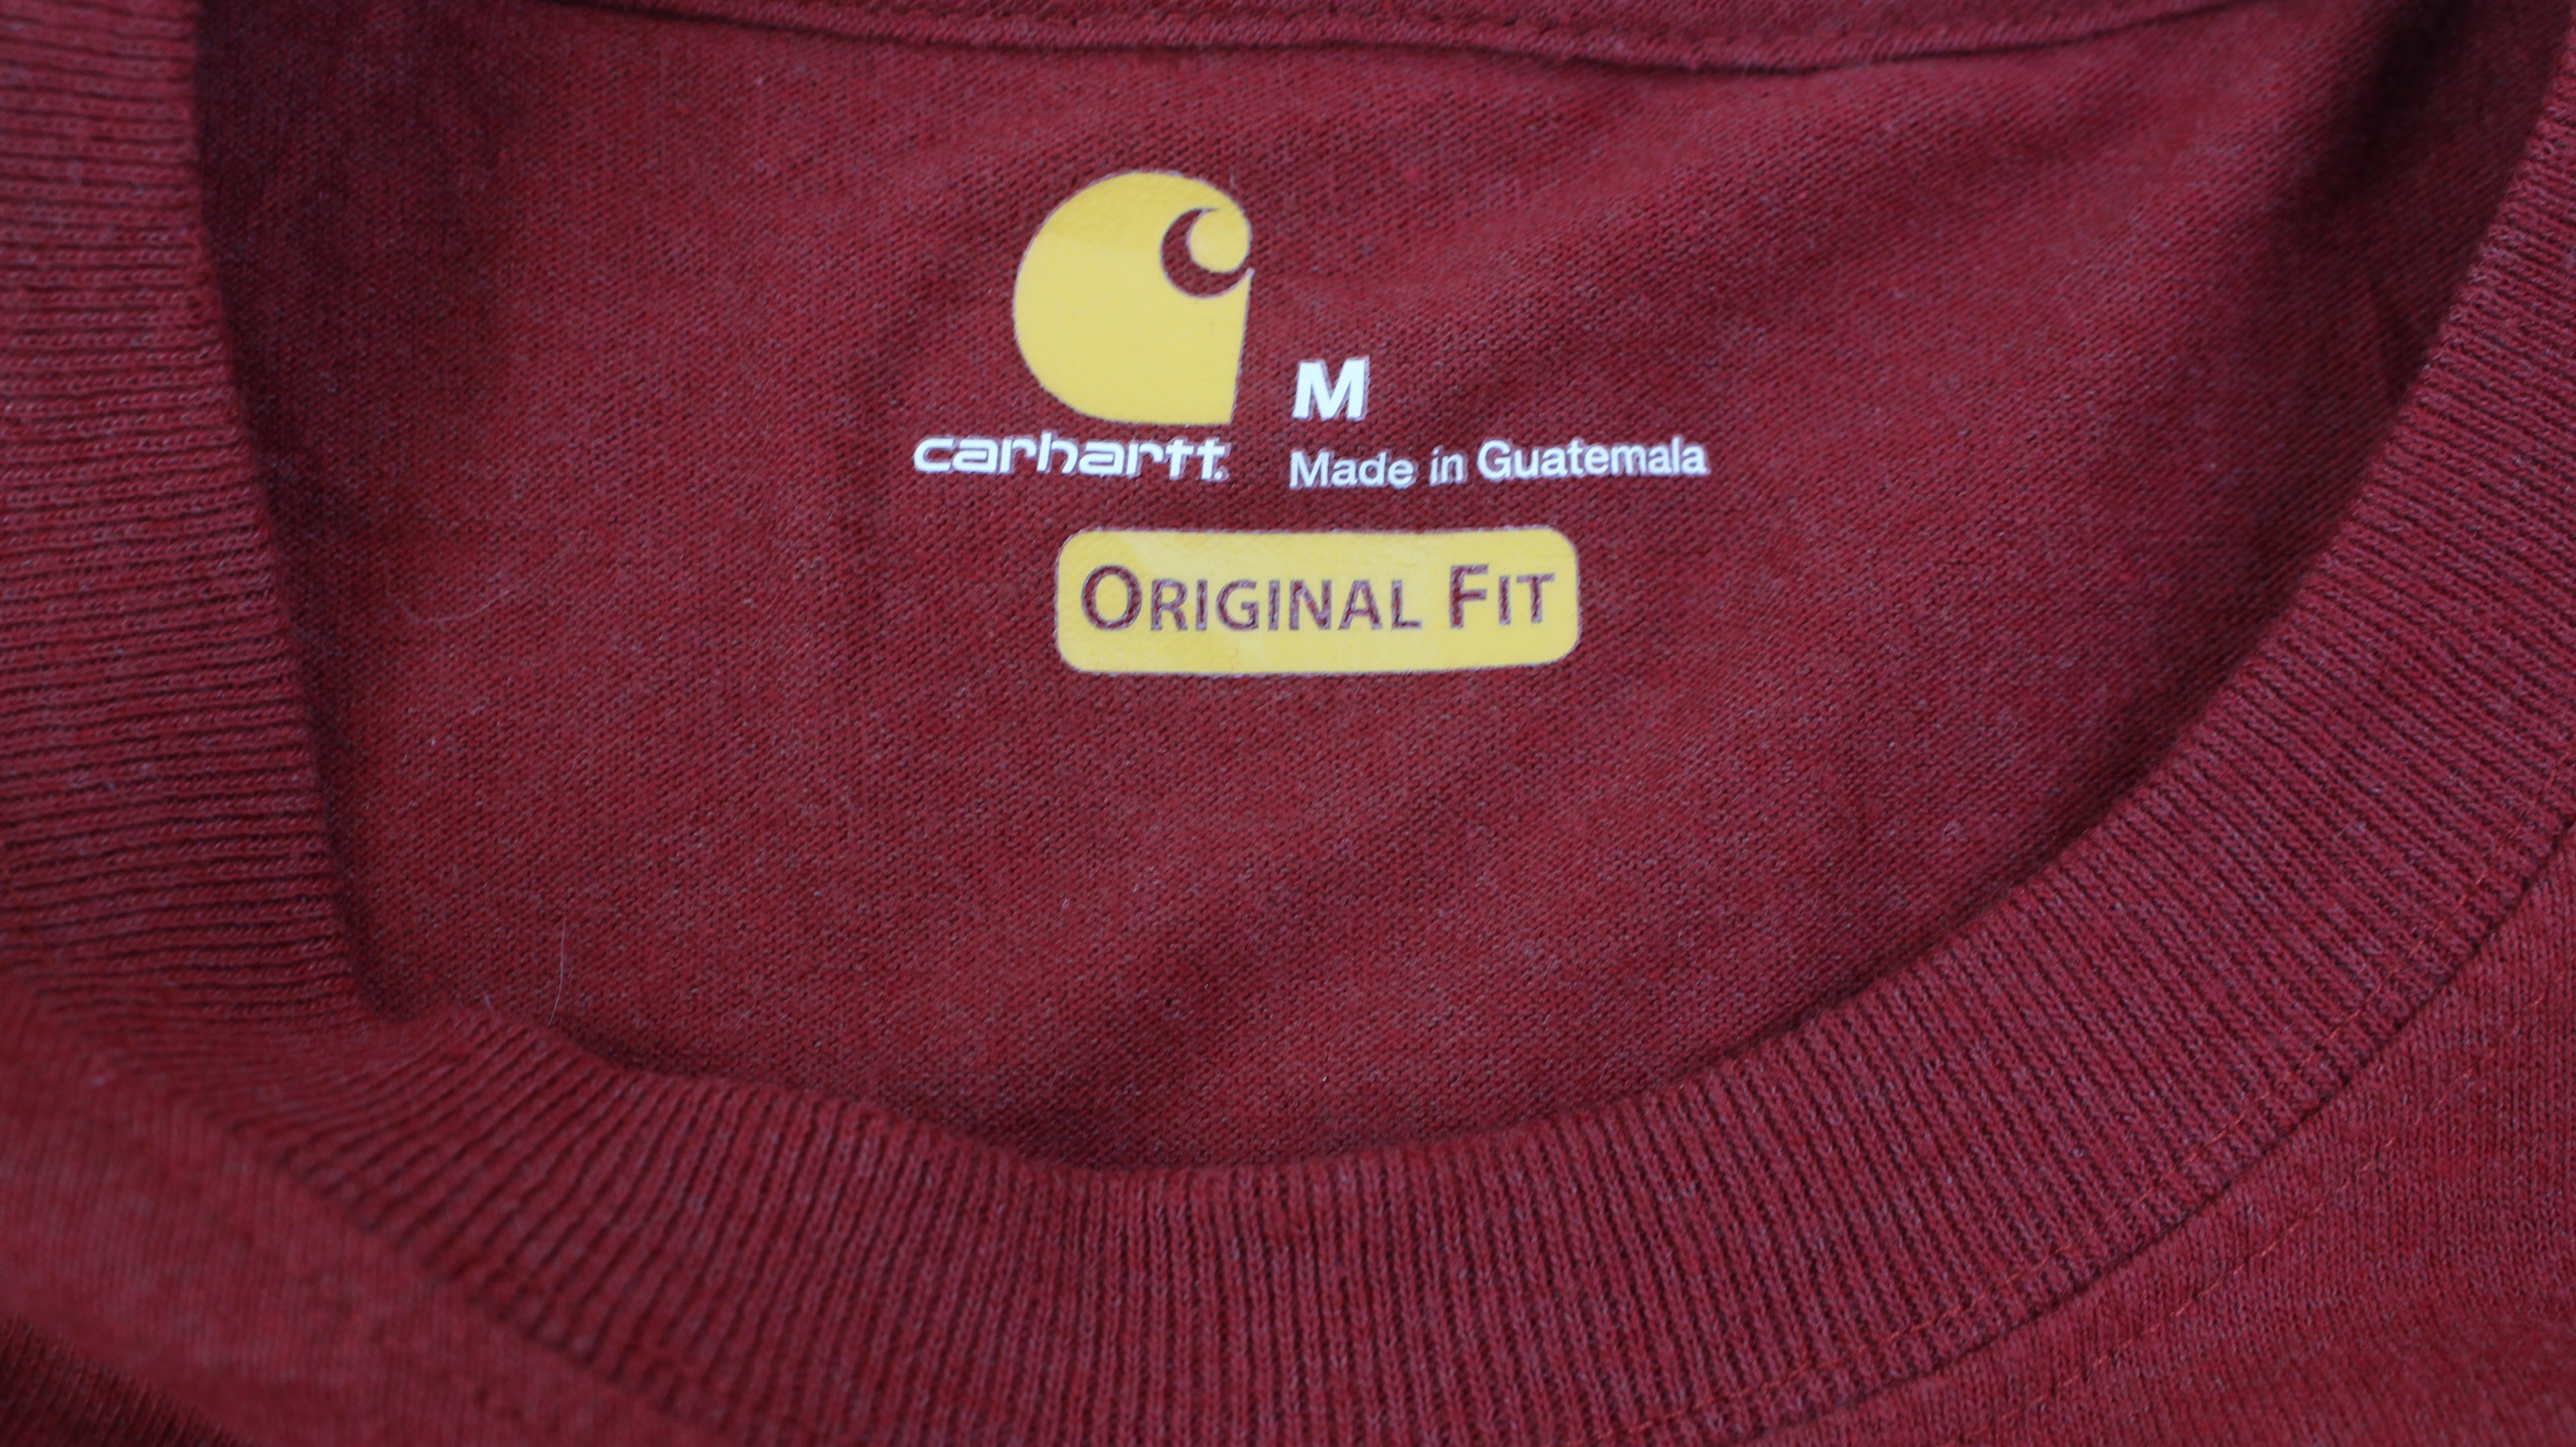 M
carhartt.
Made in Guatemala
ORIGINAL FIT